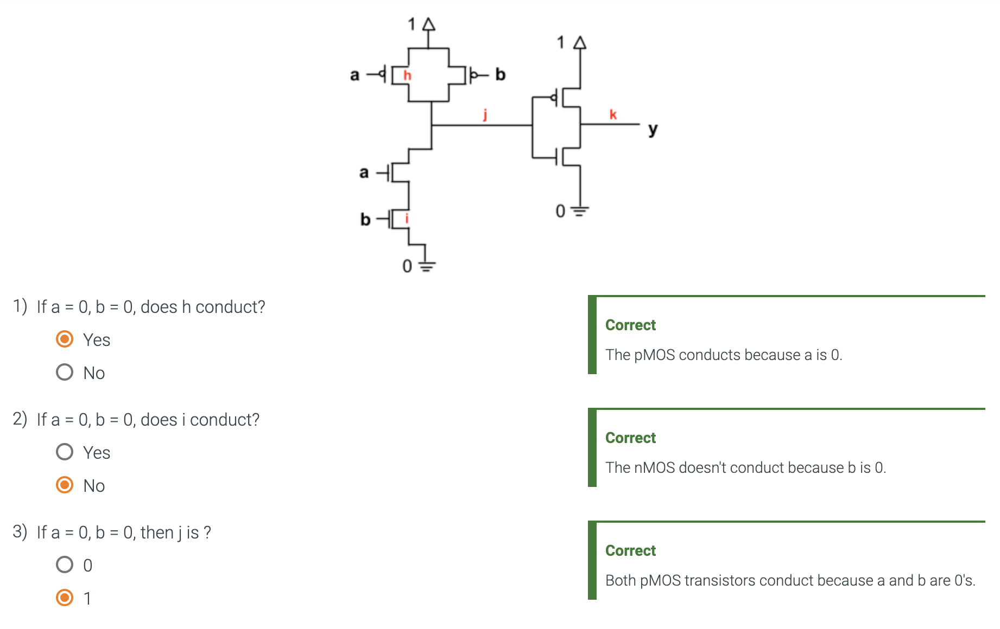 1
1
a
h
b
j
k
y
a
b
i
0
0
1) If a = 0, b = 0, does h conduct?
Yes
No
Correct
The pMOS conducts because a is 0.
2) If a = 0, b = 0, does i conduct?
Yes
No
Correct
The nMOS doesn't conduct because b is 0.
3) If a = 0, b = 0, then j is ?
0
1
Correct
Both pMOS transistors conduct because a and b are 0's.